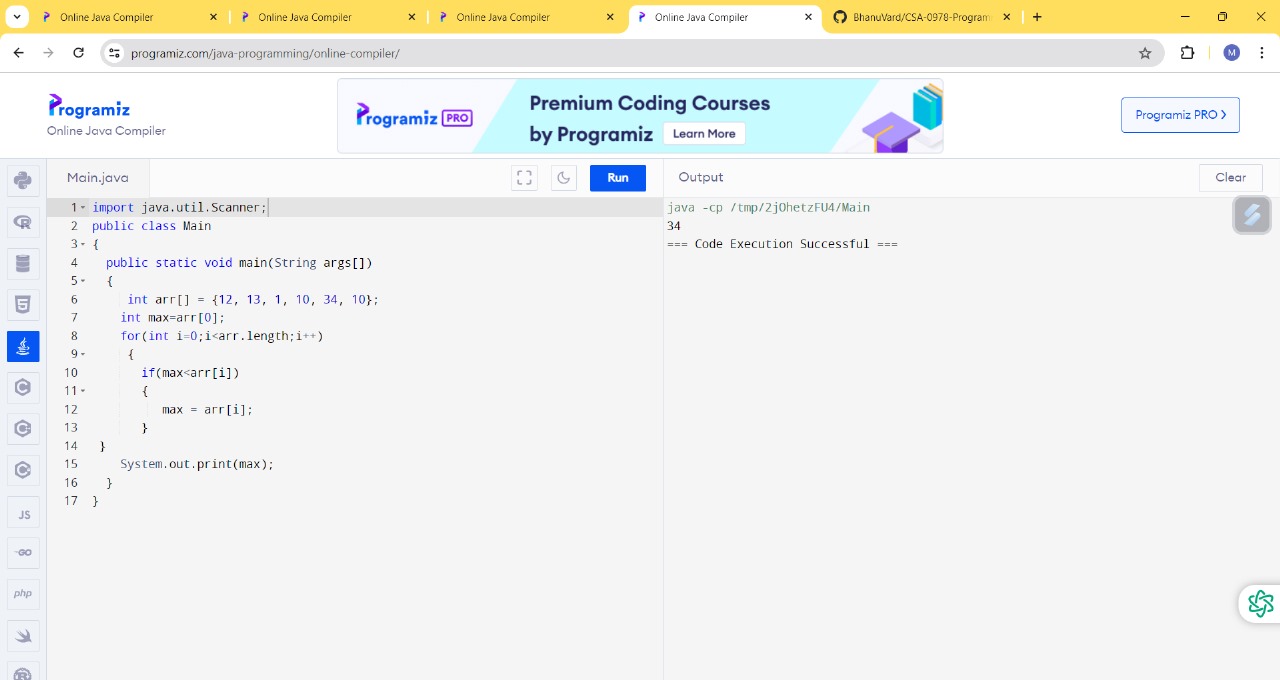 Online Java Compiler
Online Java Compiler
Online Java Compiler
Online Java Compiler
BhanuVard/CSA-0978-Program
programiz.com/java-programming/online-compiler/
M
Programiz
Online Java Compiler
Programiz PRO
Premium Coding Courses
by Programiz Learn More
Programiz PRO
Main.java
Run
Output
Clear
1 import java.util.Scanner;
2 public class Main
3 {
4 public static void main(String args[])
5 {
6 int arr[] = {12, 13, 1, 10, 34, 10};
7 int max=arr[0];
8 for(int i=0;i<arr.length;i++)
9 {
10 if(max<arr[i])
11 {
12 max = arr[i];
13 }
14 }
15 System.out.print(max);
16 }
17 }
java -cp /tmp/2jOhetzFU4/Main
34
=== Code Execution Successful ===
JS
GO
php